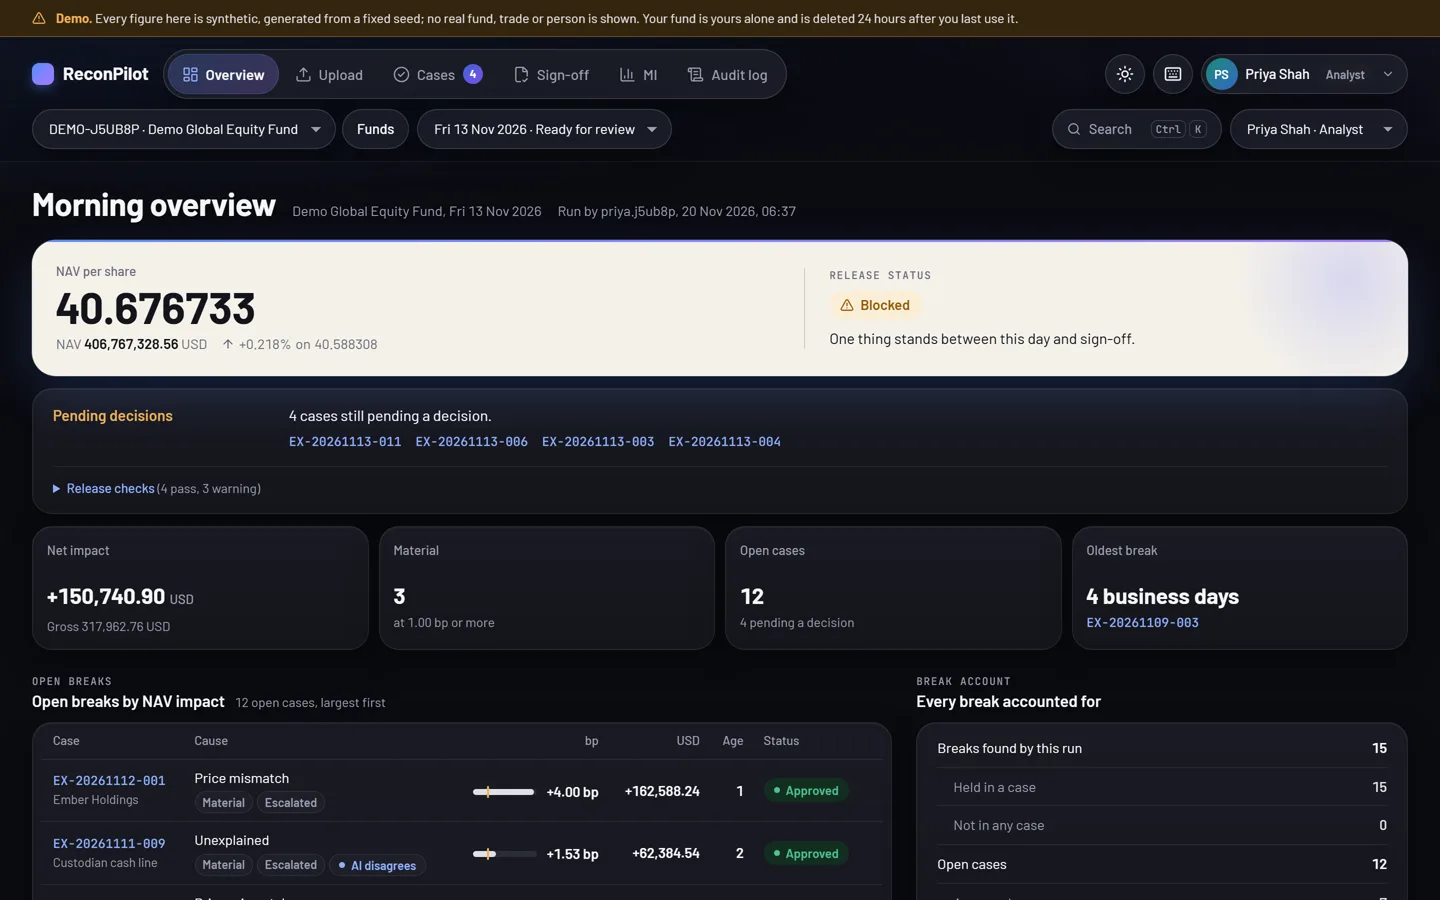 Demo. Every figure here is synthetic, generated from a fixed seed; no real fund, trade or person is shown. Your fund is yours alone and is deleted 24 hours after you last use it.
ReconPilot
Overview
Upload
Cases 4
Sign-off
MI
Audit log
PS Priya Shah Analyst
DEMO-J5UB8P · Demo Global Equity Fund
Funds
Fri 13 Nov 2026 · Ready for review
Search Ctrl K
Priya Shah · Analyst
Morning overview Demo Global Equity Fund, Fri 13 Nov 2026 Run by priya.j5ub8p, 20 Nov 2026, 06:37
NAV per share
40.676733
NAV 406,767,328.56 USD ↑ +0.218% on 40.588308
RELEASE STATUS
Blocked
One thing stands between this day and sign-off.
Pending decisions
4 cases still pending a decision.
EX-20261113-011 EX-20261113-006 EX-20261113-003 EX-20261113-004
Release checks (4 pass, 3 warning)
Net impact
+150,740.90 USD
Gross 317,962.76 USD
Material
3
at 1.00 bp or more
Open cases
12
4 pending a decision
Oldest break
4 business days
EX-20261109-003
OPEN BREAKS
Open breaks by NAV impact 12 open cases, largest first
Case Cause bp USD Age Status
EX-20261112-001 Price mismatch +4.00 bp +162,588.24 1 Approved
Ember Holdings Material Escalated
EX-20261111-009 Unexplained +1.53 bp +62,384.54 2 Approved
Custodian cash line Material Escalated AI disagrees
BREAK ACCOUNT
Every break accounted for
Breaks found by this run 15
Held in a case 15
Not in any case 0
Open cases 12